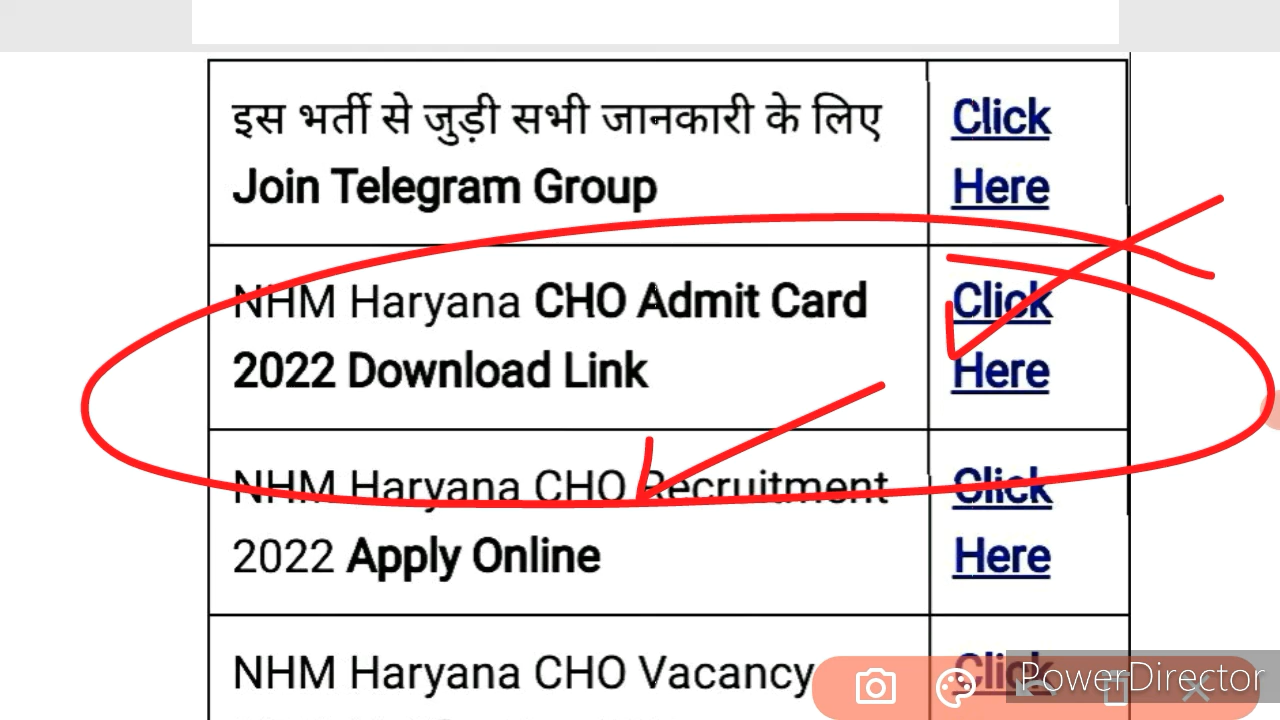 इस भर्ती से जुड़ी सभी जानकारी के लिए Click
Join Telegram Group Here
NHM Haryana CHO Admit Card Click
2022 Download Link Here
NHM Haryana CHO Recruitment Click
2022 Apply Online Here
NHM Haryana CHO Vacancy Click
PowerDirector